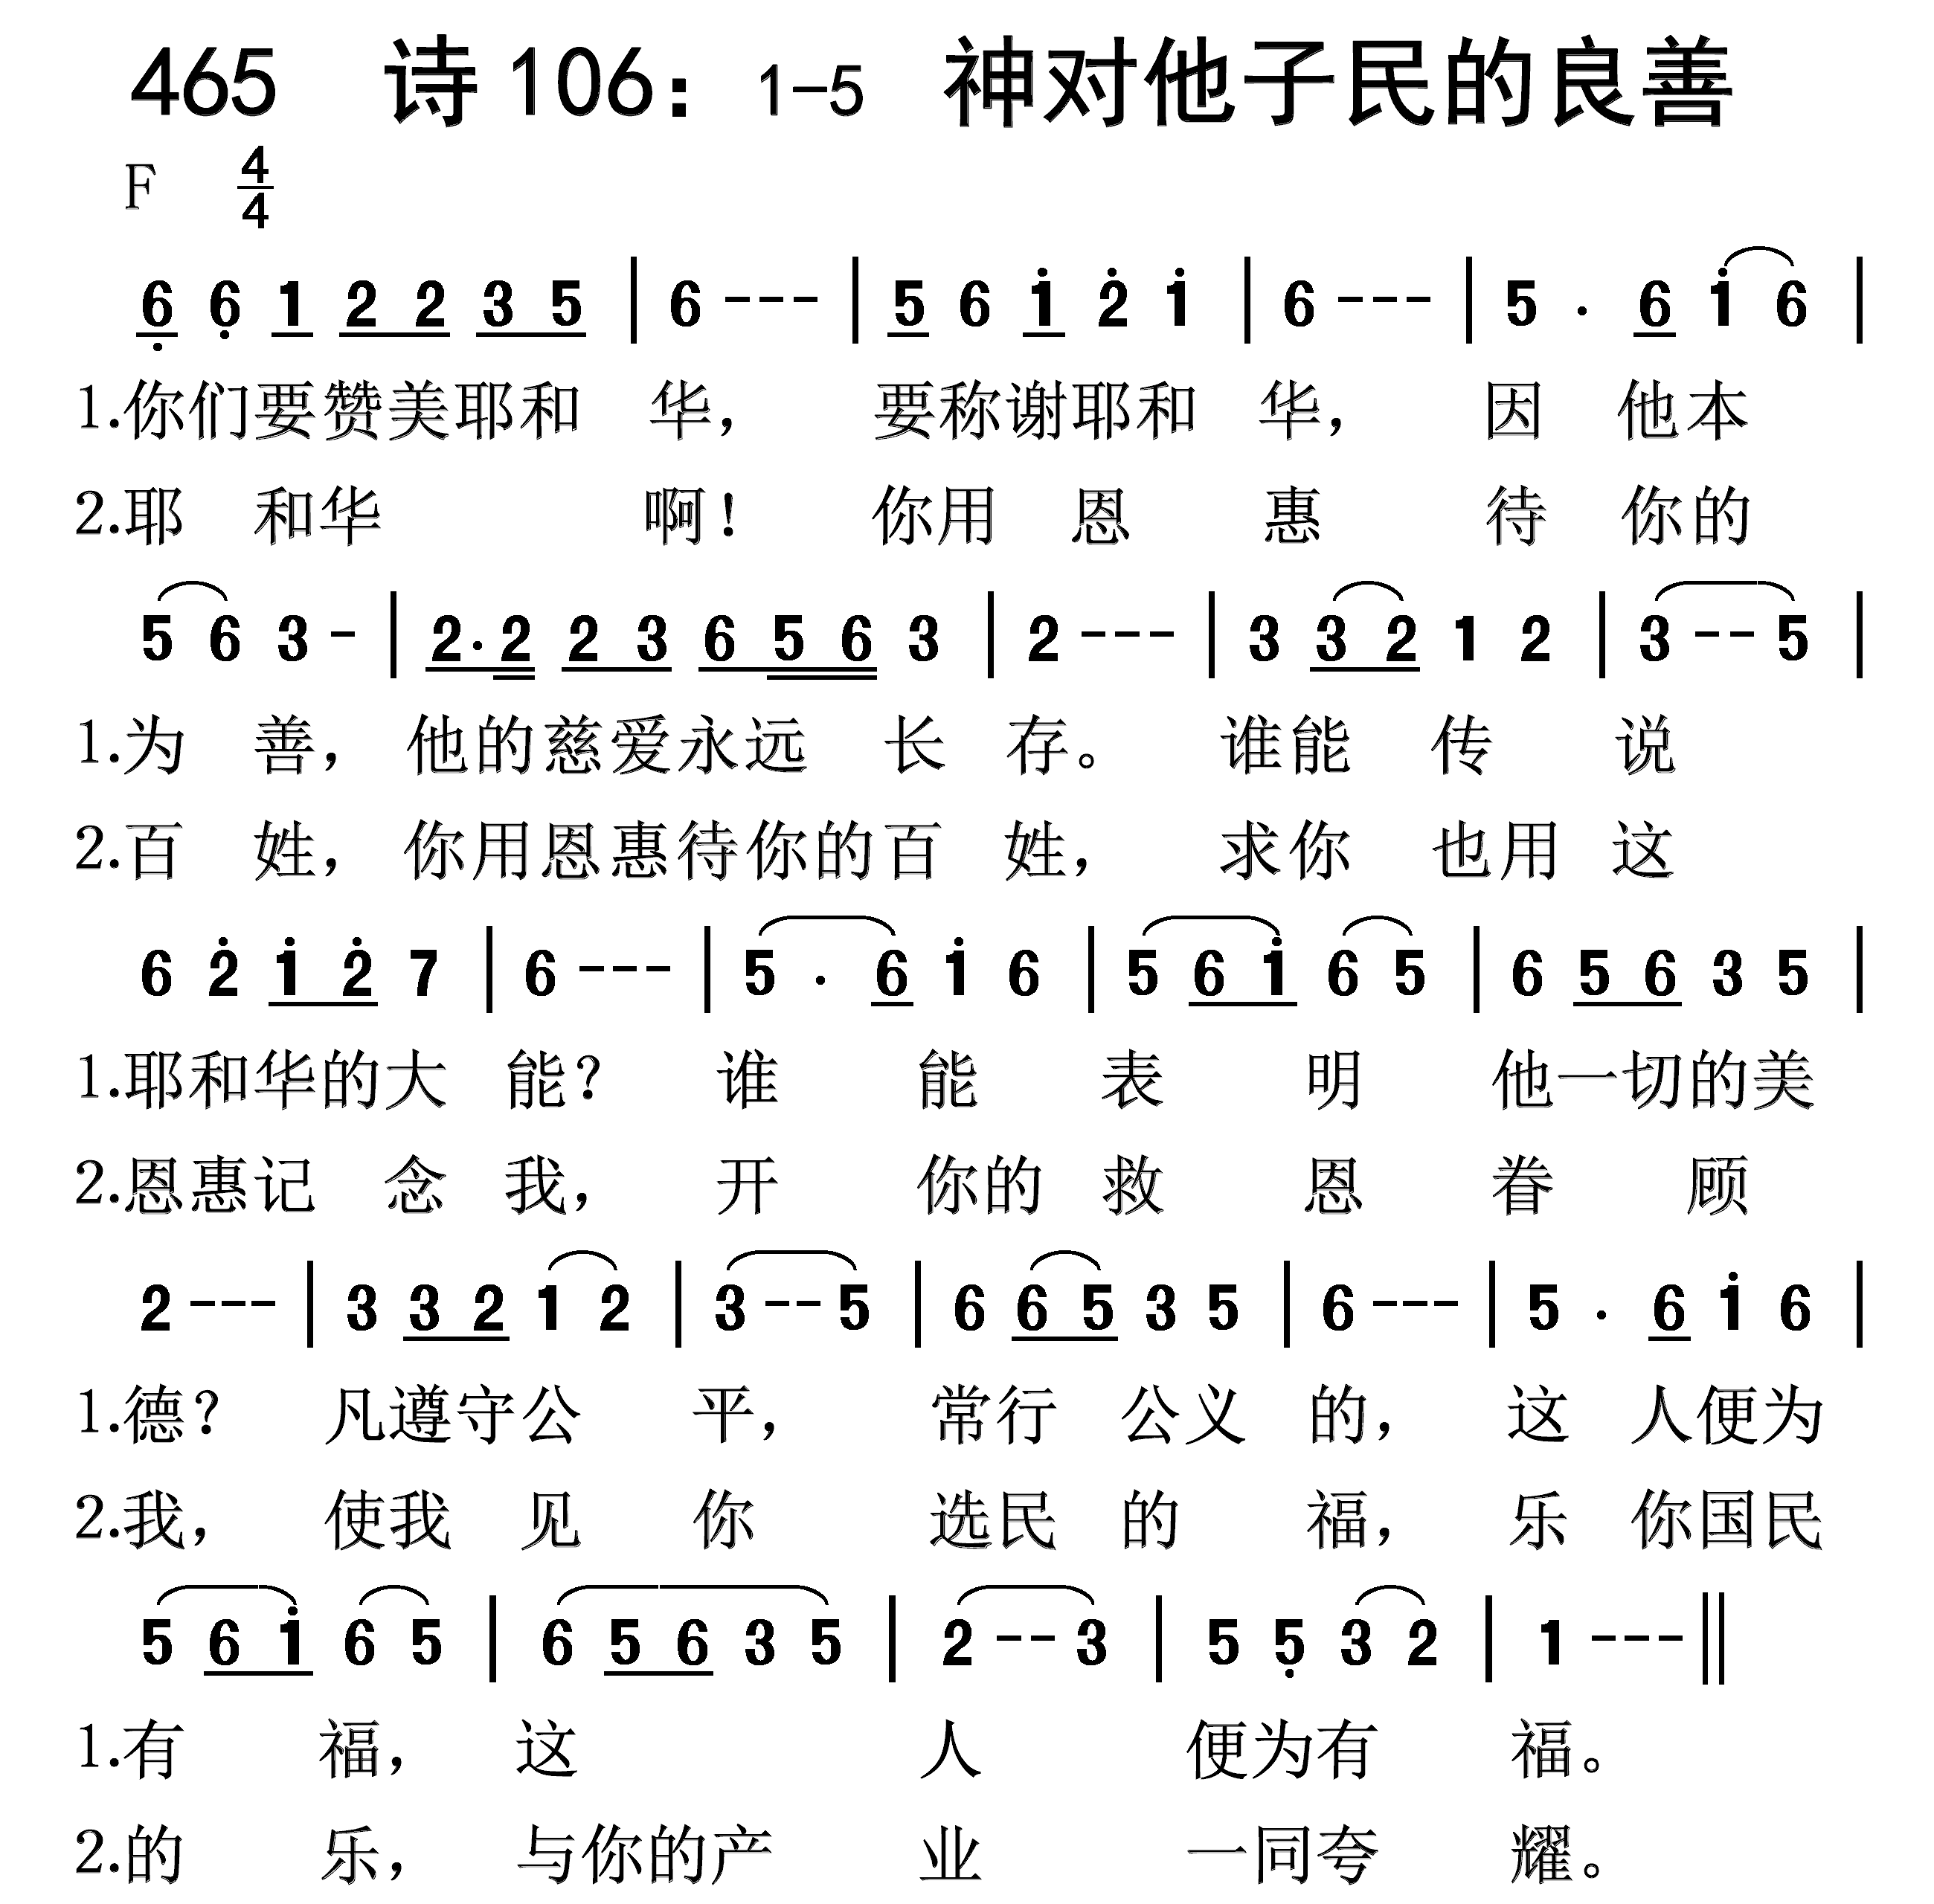 465 诗106：1-5 神对他子民的良善
F 4/4
6̣ 6̣ 1 2 2 3 5 | 6 - - - | 5 6 1̇ 2̇ 1̇ | 6 - - - | 5 . 6 1̇ 6 |
1.你们要赞美耶和 华， 要称谢耶和 华， 因 他本
2.耶 和华 啊！ 你用 恩 惠 待 你的
5 6 3 - | 2 . 2 2 3 6 5 6 3 | 2 - - - | 3 3 2 1 2 | 3 - - 5 |
1.为 善， 他的慈爱永远 长 存。 谁能 传 说
2.百 姓， 你用恩惠待你的百 姓， 求你 也用 这
6 2̇ 1̇ 2̇ 7 | 6 - - - | 5 . 6 1̇ 6 | 5 6 1̇ 6 5 | 6 5 6 3 5 |
1.耶和华的大 能？ 谁 能 表 明 他一切的美
2.恩惠记 念 我， 开 你的 救 恩 眷 顾
2 - - - | 3 3 2 1 2 | 3 - - 5 | 6 6 5 3 5 | 6 - - - | 5 . 6 1̇ 6 |
1.德？ 凡遵守公 平， 常行 公义 的， 这 人便为
2.我， 使我 见 你 选民 的 福， 乐 你国民
5 6 1̇ 6 5 | 6 5 6 3 5 | 2 - - 3 | 5 5̣ 3 2 | 1 - - - ||
1.有 福， 这 人 便为有 福。
2.的 乐， 与你的产 业 一同夸 耀。